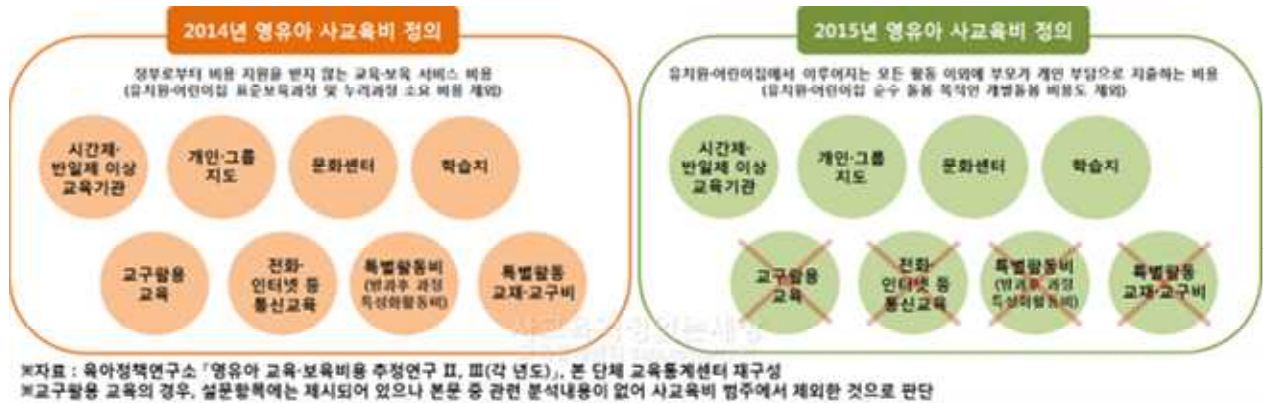 2014년 영유아 사교육비 정의
정부로부터 비용 지원을 받지 않는 교육·보육 서비스 비용
(유치원·어린이집 표준보육과정 및 누리과정 소요 비용 제외)
시간제·
반일제 이상
교육기관
개인·그룹
지도
문화센터
학습지
교구활용
교육
전화·
인터넷 등
통신교육
특별활동비
(방과후 과정
특성화활동비)
특별활동
교재·교구비
2015년 영유아 사교육비 정의
유치원·어린이집에서 이루어지는 모든 활동 이외에 부모가 개인 부담으로 지출하는 비용
(유치원·어린이집 순수 돌봄 목적인 개별돌봄 비용도 제외)
시간제·
반일제 이상
교육기관
개인·그룹
지도
문화센터
학습지
교구활용
교육
전화·
인터넷 등
통신교육
특별활동비
(방과후 과정
특성화활동비)
특별활동
교재·교구비
사교육걱정없는세상
※자료 : 육아정책연구소 「영유아 교육·보육비용 추정연구 II, III(각 년도)」, 본 단체 교육통계센터 재구성
※교구활용 교육의 경우, 설문항목에는 제시되어 있으나 본문 중 관련 분석내용이 없어 사교육비 범주에서 제외한 것으로 판단